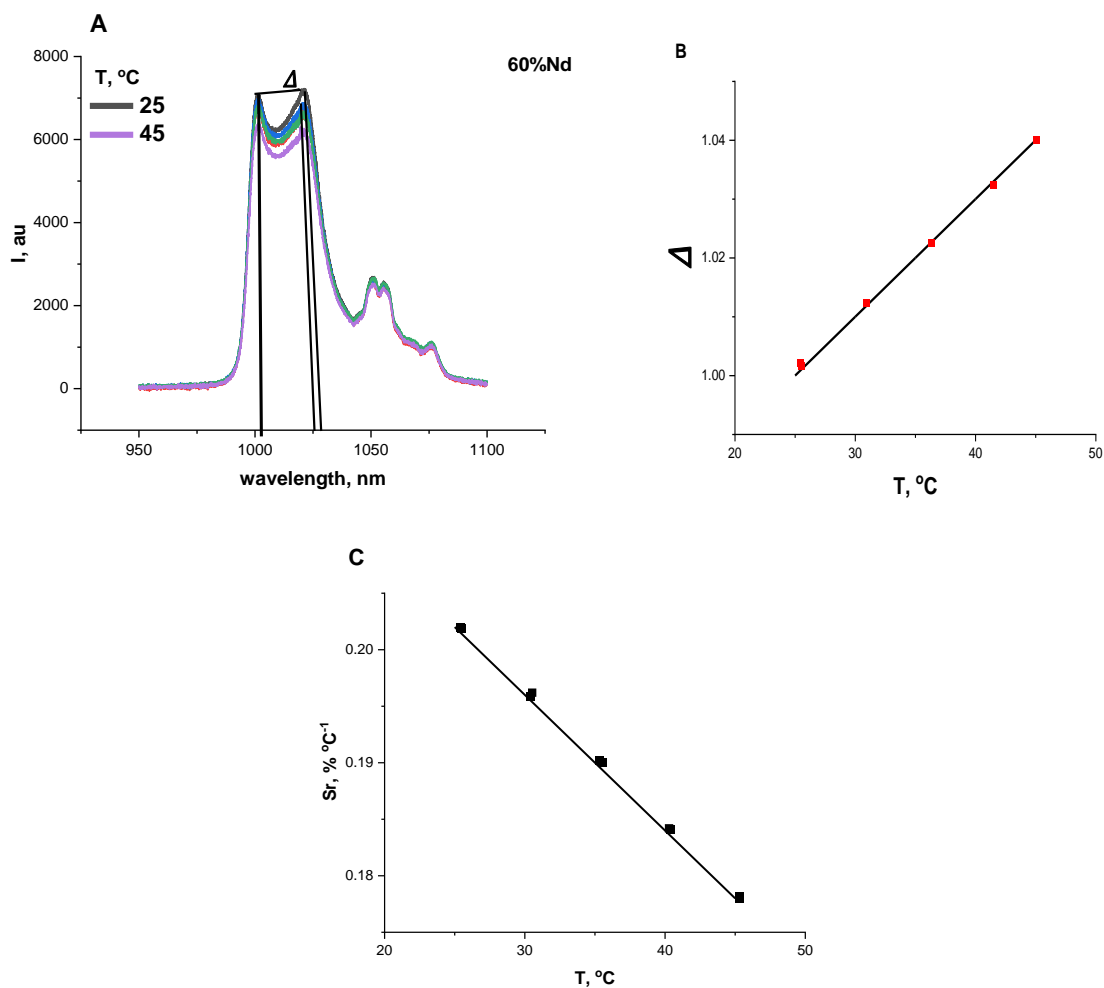 A
60%Nd
T, ºC
25
45
Δ
8000
6000
4000
2000
0
I, au
950
1000
1050
1100
wavelength, nm
B
1.04
1.02
1.00
Δ
20
30
40
50
T, ºC
C
0.20
0.19
0.18
Sr, % ºC⁻¹
20
30
40
50
T, ºC